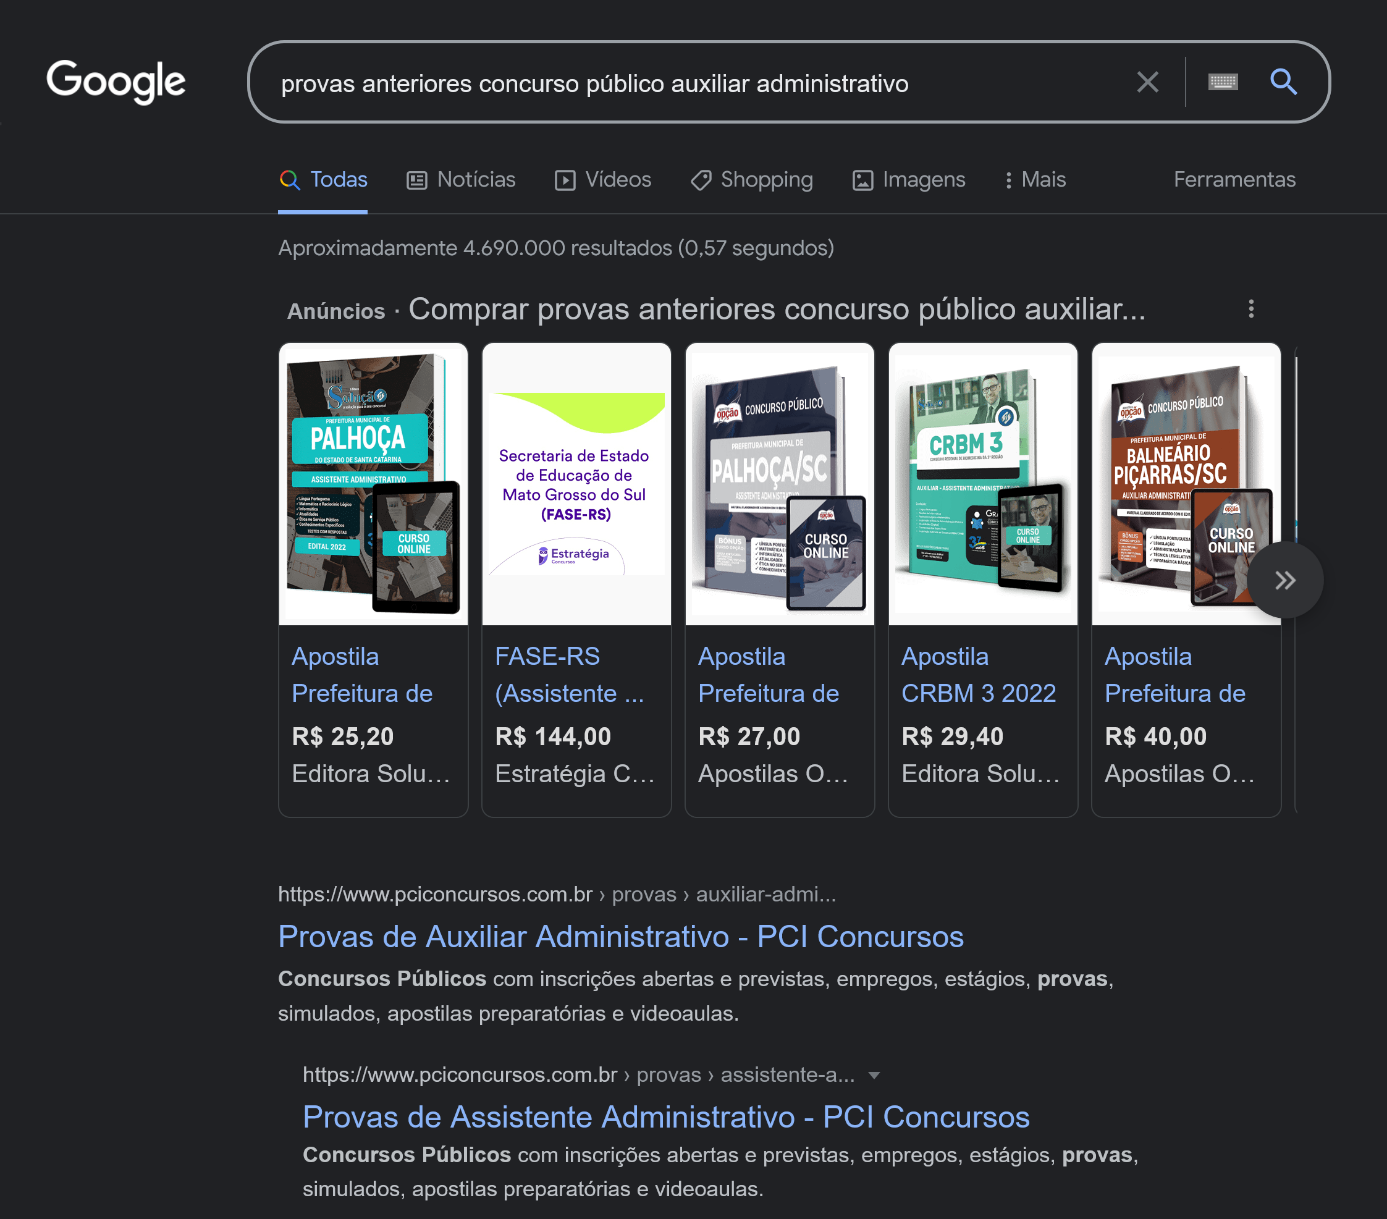 Google
provas anteriores concurso público auxiliar administrativo
Todas
Notícias
Vídeos
Shopping
Imagens
Mais
Ferramentas
Aproximadamente 4.690.000 resultados (0,57 segundos)
Anúncios · Comprar provas anteriores concurso público auxiliar...
Solução
PREFEITURA MUNICIPAL DE
PALHOÇA
DO ESTADO DE SANTA CATARINA
ASSISTENTE ADMINISTRATIVO
EDITAL 2022
CURSO
ONLINE
Apostila
Prefeitura de
R$ 25,20
Editora Solu...
Secretaria de Estado
de Educação de
Mato Grosso do Sul
(FASE-RS)
Estratégia
Concursos
FASE-RS
(Assistente ...
R$ 144,00
Estratégia C...
opção
CONCURSO PÚBLICO
PREFEITURA MUNICIPAL DE
PALHOÇA/SC
ASSISTENTE ADMINISTRATIVO
BÔNUS
CURSO
ONLINE
Apostila
Prefeitura de
R$ 27,00
Apostilas O...
CRBM 3
AUXILIAR - ASSISTENTE ADMINISTRATIVO
CURSO
ONLINE
Apostila
CRBM 3 2022
R$ 29,40
Editora Solu...
opção
CONCURSO PÚBLICO
PREFEITURA MUNICIPAL DE
BALNEÁRIO
PIÇARRAS/SC
AUXILIAR ADMINISTRATI
BÔNUS
CURSO
ONLINE
Apostila
Prefeitura de
R$ 40,00
Apostilas O...
https://www.pciconcursos.com.br › provas › auxiliar-admi...
Provas de Auxiliar Administrativo - PCI Concursos
Concursos Públicos com inscrições abertas e previstas, empregos, estágios, provas,
simulados, apostilas preparatórias e videoaulas.
https://www.pciconcursos.com.br › provas › assistente-a...
Provas de Assistente Administrativo - PCI Concursos
Concursos Públicos com inscrições abertas e previstas, empregos, estágios, provas,
simulados, apostilas preparatórias e videoaulas.